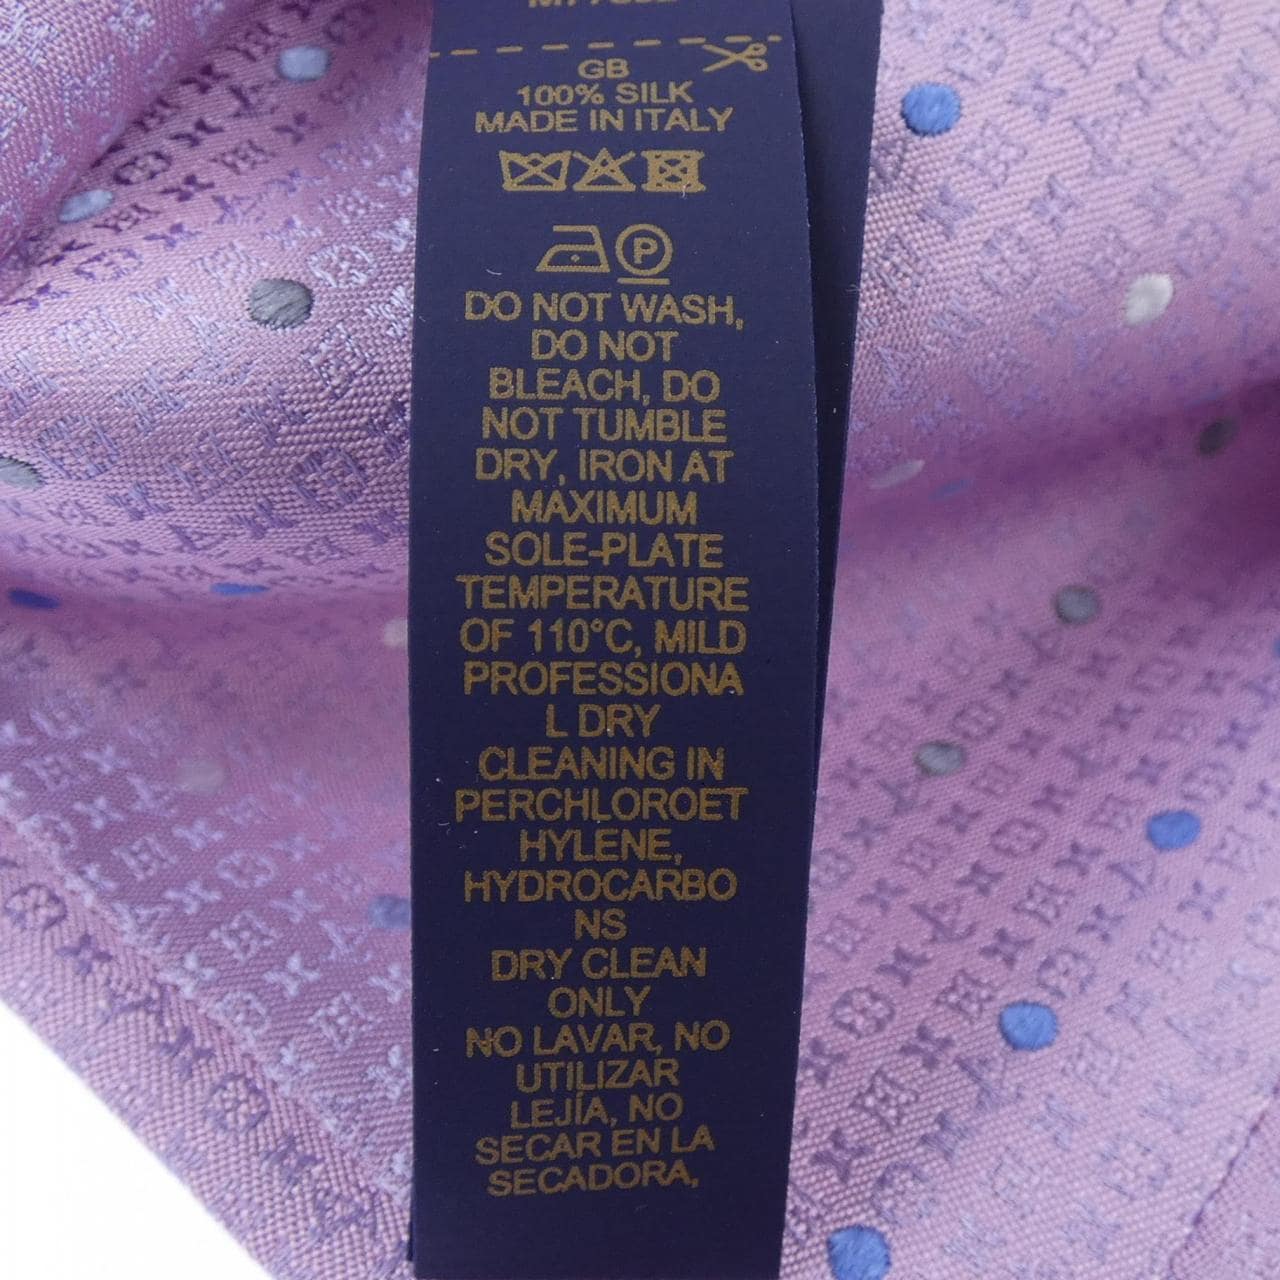 GB
100% SILK
MADE IN ITALY
P
DO NOT WASH,
DO NOT
BLEACH, DO
NOT TUMBLE
DRY, IRON AT
MAXIMUM
SOLE-PLATE
TEMPERATURE
OF 110°C, MILD
PROFESSIONA
L DRY
CLEANING IN
PERCHLOROET
HYLENE,
HYDROCARBO
NS
DRY CLEAN
ONLY
NO LAVAR, NO
UTILIZAR
LEJÍA, NO
SECAR EN LA
SECADORA,